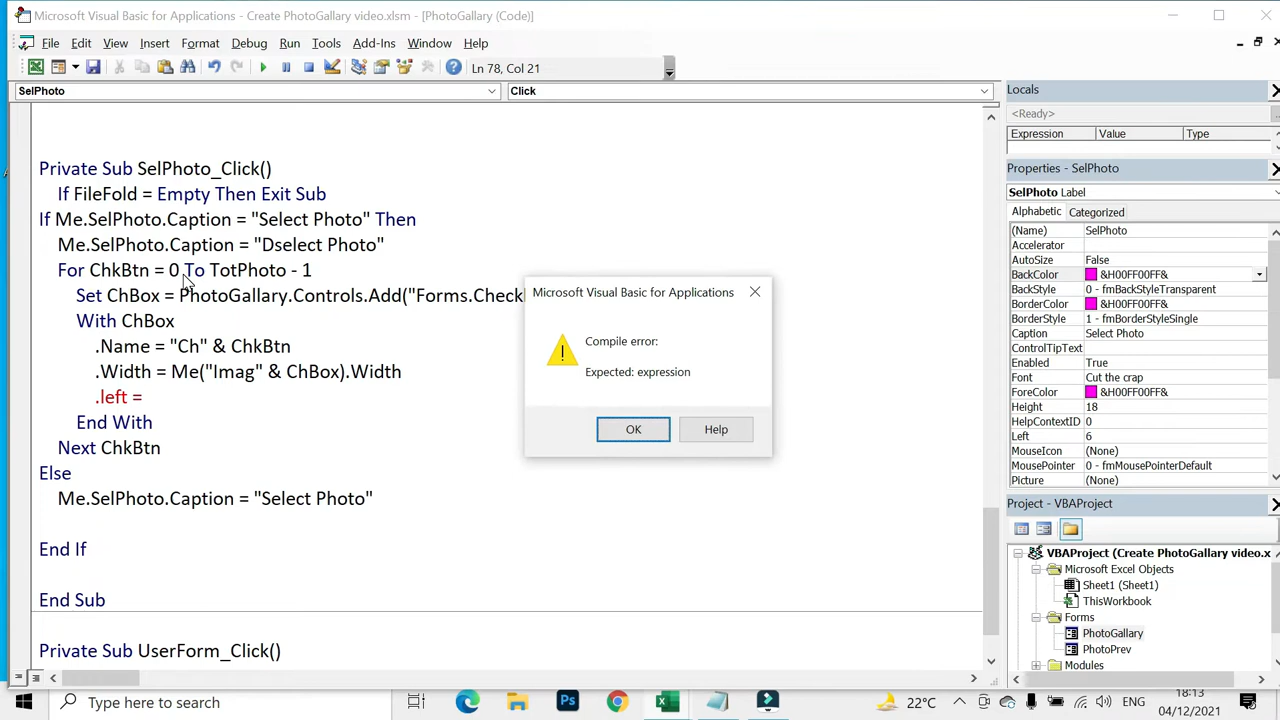 Microsoft Visual Basic for Applications - Create PhotoGallary video.xlsm - [PhotoGallary (Code)]
File Edit View Insert Format Debug Run Tools Add-Ins Window Help
Ln 78, Col 21
SelPhoto Click
Private Sub SelPhoto_Click()
If FileFold = Empty Then Exit Sub
If Me.SelPhoto.Caption = "Select Photo" Then
Me.SelPhoto.Caption = "Dselect Photo"
For ChkBtn = 0 To TotPhoto - 1
Set ChBox = PhotoGallary.Controls.Add("Forms.Check
With ChBox
.Name = "Ch" & ChkBtn
.Width = Me("Imag" & ChBox).Width
.left =
End With
Next ChkBtn
Else
Me.SelPhoto.Caption = "Select Photo"
End If
End Sub
Private Sub UserForm_Click()
Microsoft Visual Basic for Applications
Compile error:
Expected: expression
OK Help
Locals
<Ready>
Expression Value Type
Properties - SelPhoto
SelPhoto Label
Alphabetic Categorized
(Name) SelPhoto
Accelerator
AutoSize False
BackColor &H00FF00FF&
BackStyle 0 - fmBackStyleTransparent
BorderColor &H00FF00FF&
BorderStyle 1 - fmBorderStyleSingle
Caption Select Photo
ControlTipText
Enabled True
Font Cut the crap
ForeColor &H00FF00FF&
Height 18
HelpContextID 0
Left 6
MouseIcon (None)
MousePointer 0 - fmMousePointerDefault
Picture (None)
Project - VBAProject
VBAProject (Create PhotoGallary video.x
Microsoft Excel Objects
Sheet1 (Sheet1)
ThisWorkbook
Forms
PhotoGallary
PhotoPrev
Modules
Type here to search
Ps
22°C
ENG
18:13
04/12/2021